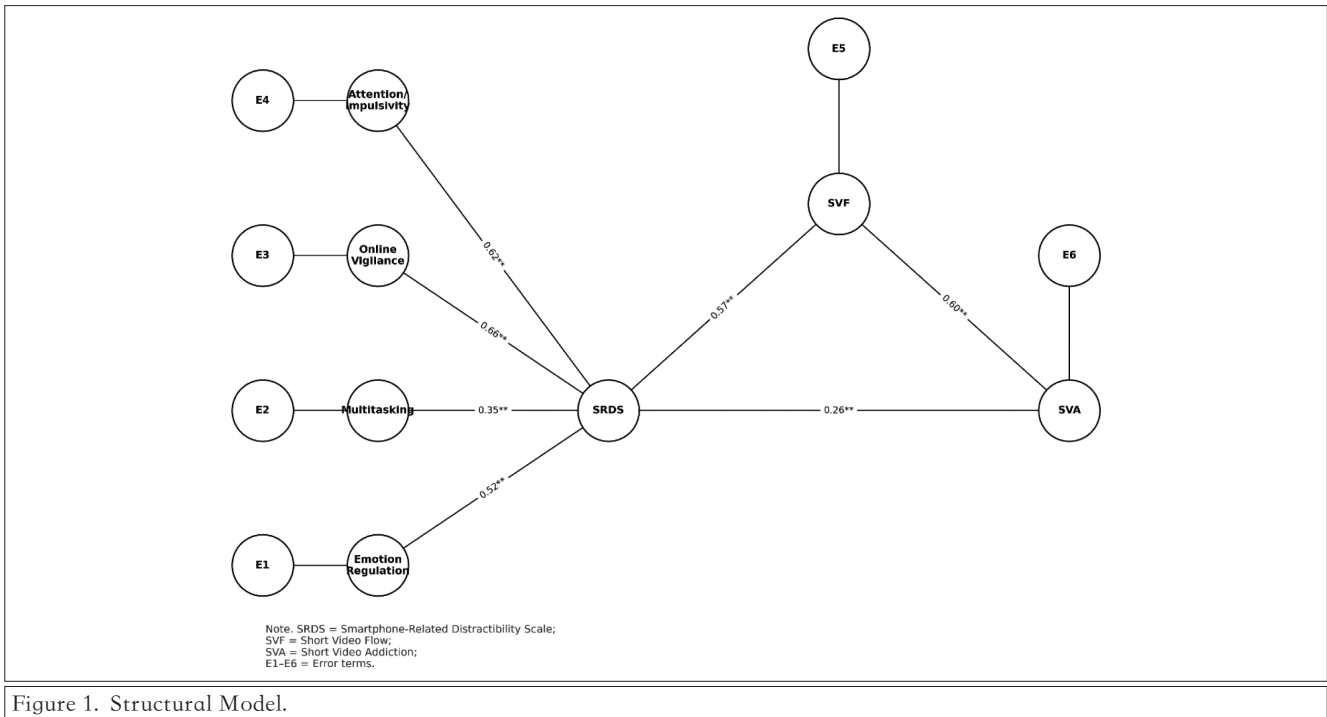 E5
E4
Attention/
Impulsivity
SVF
E3
Online
Vigilance
E6
0.62**
0.57**
0.60**
0.66**
E2
Multitasking
0.35**
SRDS
0.26**
SVA
0.52**
E1
Emotion
Regulation
Note. SRDS = Smartphone-Related Distractibility Scale;
SVF = Short Video Flow;
SVA = Short Video Addiction;
E1–E6 = Error terms.
Figure 1. Structural Model.